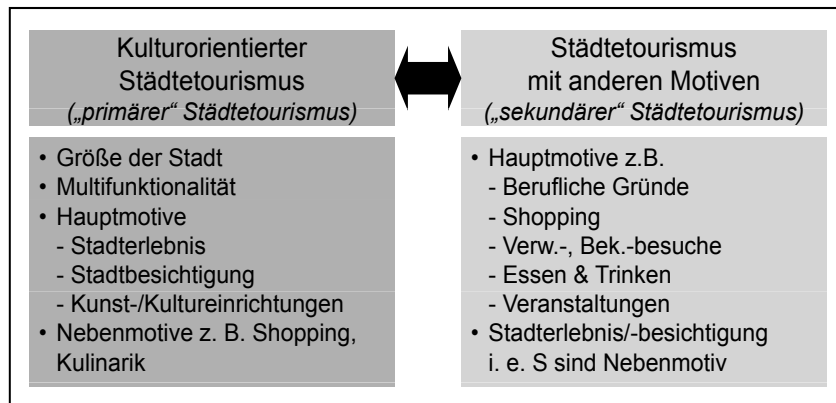 Kulturorientierter
Städtetourismus
(„primärer“ Städtetourismus)
• Größe der Stadt
• Multifunktionalität
• Hauptmotive
- Stadterlebnis
- Stadtbesichtigung
- Kunst-/Kultureinrichtungen
• Nebenmotive z. B. Shopping,
Kulinarik
Städtetourismus
mit anderen Motiven
(„sekundärer“ Städtetourismus)
• Hauptmotive z.B.
- Berufliche Gründe
- Shopping
- Verw.-, Bek.-besuche
- Essen & Trinken
- Veranstaltungen
• Stadterlebnis/-besichtigung
i. e. S sind Nebenmotiv